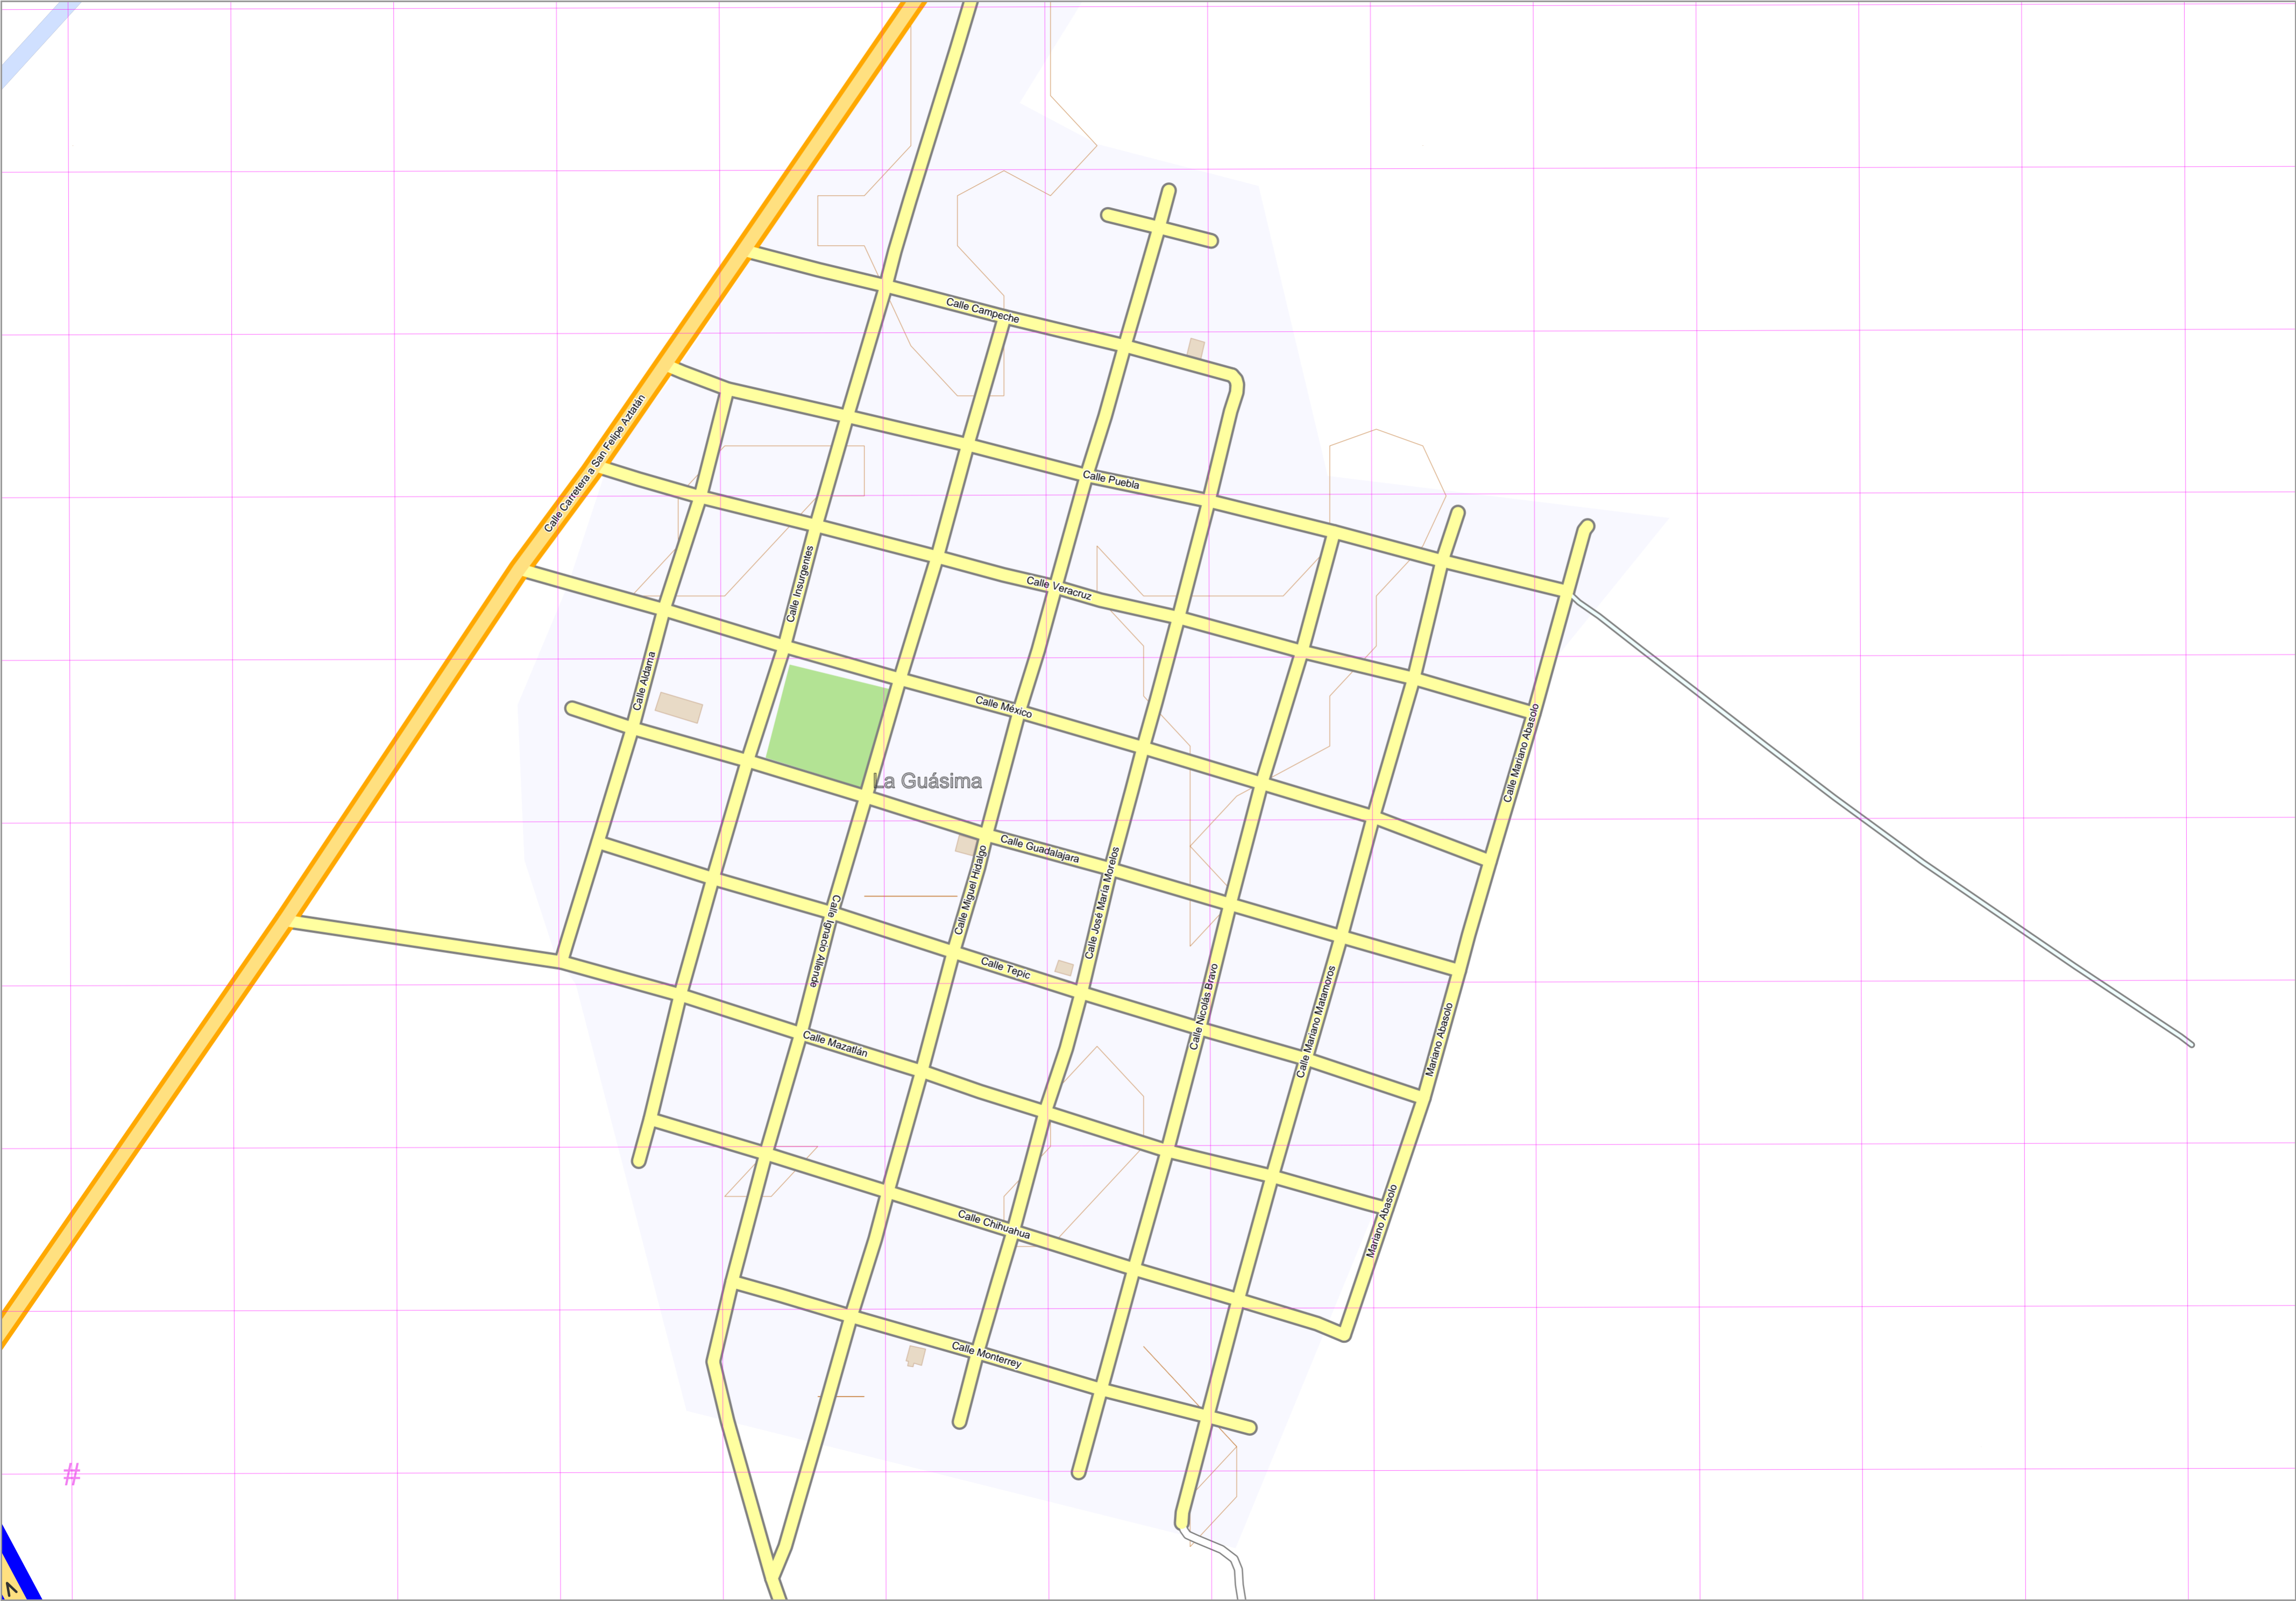 Calle Campeche
Calle Carretera a San Felipe Aztatán
Calle Puebla
Calle Insurgentes
Calle Veracruz
Calle Aldama
Calle México
Calle Mariano Abasolo
La Guásima
Calle Guadalajara
Calle Miguel Hidalgo
Calle José María Morelos
Calle Ignacio Allende
Calle Tepic
Calle Nicolás Bravo
Calle Mariano Matamoros
Mariano Abasolo
Calle Mazatlán
Mariano Abasolo
Calle Chihuahua
Calle Monterrey
#